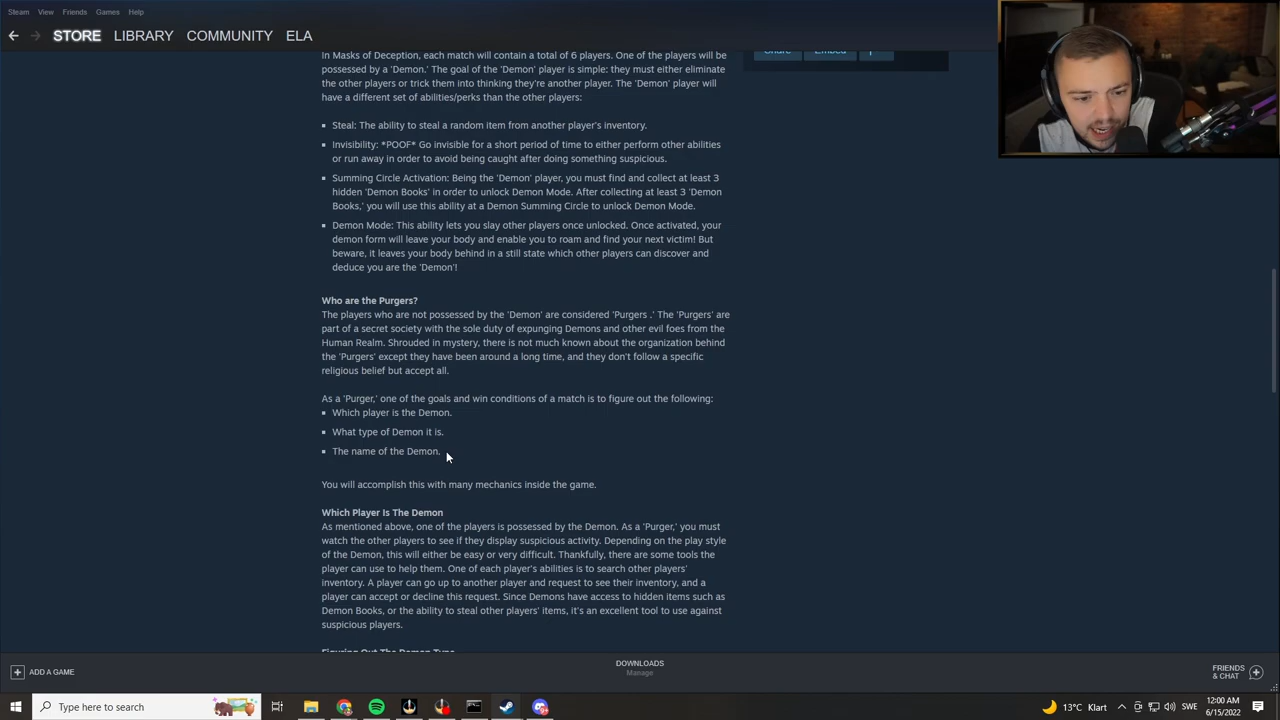 Steam View Friends Games Help
STORE LIBRARY COMMUNITY ELA
In Masks of Deception, each match will contain a total of 6 players. One of the players will be
possessed by a 'Demon.' The goal of the 'Demon' player is simple: they must either eliminate
the other players or trick them into thinking they're another player. The 'Demon' player will
have a different set of abilities/perks than the other players:
Share Embed
Steal: The ability to steal a random item from another player's inventory.
Invisibility: *POOF* Go invisible for a short period of time to either perform other abilities
or run away in order to avoid being caught after doing something suspicious.
Summing Circle Activation: Being the 'Demon' player, you must find and collect at least 3
hidden 'Demon Books' in order to unlock Demon Mode. After collecting at least 3 'Demon
Books,' you will use this ability at a Demon Summing Circle to unlock Demon Mode.
Demon Mode: This ability lets you slay other players once unlocked. Once activated, your
demon form will leave your body and enable you to roam and find your next victim! But
beware, it leaves your body behind in a still state which other players can discover and
deduce you are the 'Demon'!
Who are the Purgers?
The players who are not possessed by the 'Demon' are considered 'Purgers .' The 'Purgers' are
part of a secret society with the sole duty of expunging Demons and other evil foes from the
Human Realm. Shrouded in mystery, there is not much known about the organization behind
the 'Purgers' except they have been around a long time, and they don't follow a specific
religious belief but accept all.
As a 'Purger,' one of the goals and win conditions of a match is to figure out the following:
Which player is the Demon.
What type of Demon it is.
The name of the Demon.
You will accomplish this with many mechanics inside the game.
Which Player Is The Demon
As mentioned above, one of the players is possessed by the Demon. As a 'Purger,' you must
watch the other players to see if they display suspicious activity. Depending on the play style
of the Demon, this will either be easy or very difficult. Thankfully, there are some tools the
player can use to help them. One of each player's abilities is to search other players'
inventory. A player can go up to another player and request to see their inventory, and a
player can accept or decline this request. Since Demons have access to hidden items such as
Demon Books, or the ability to steal other players' items, it's an excellent tool to use against
suspicious players.
Figuring Out The Demon Type
ADD A GAME
DOWNLOADS
Manage
FRIENDS
& CHAT
Type here to search
13°C Klart
SWE
12:00 AM
6/15/2022